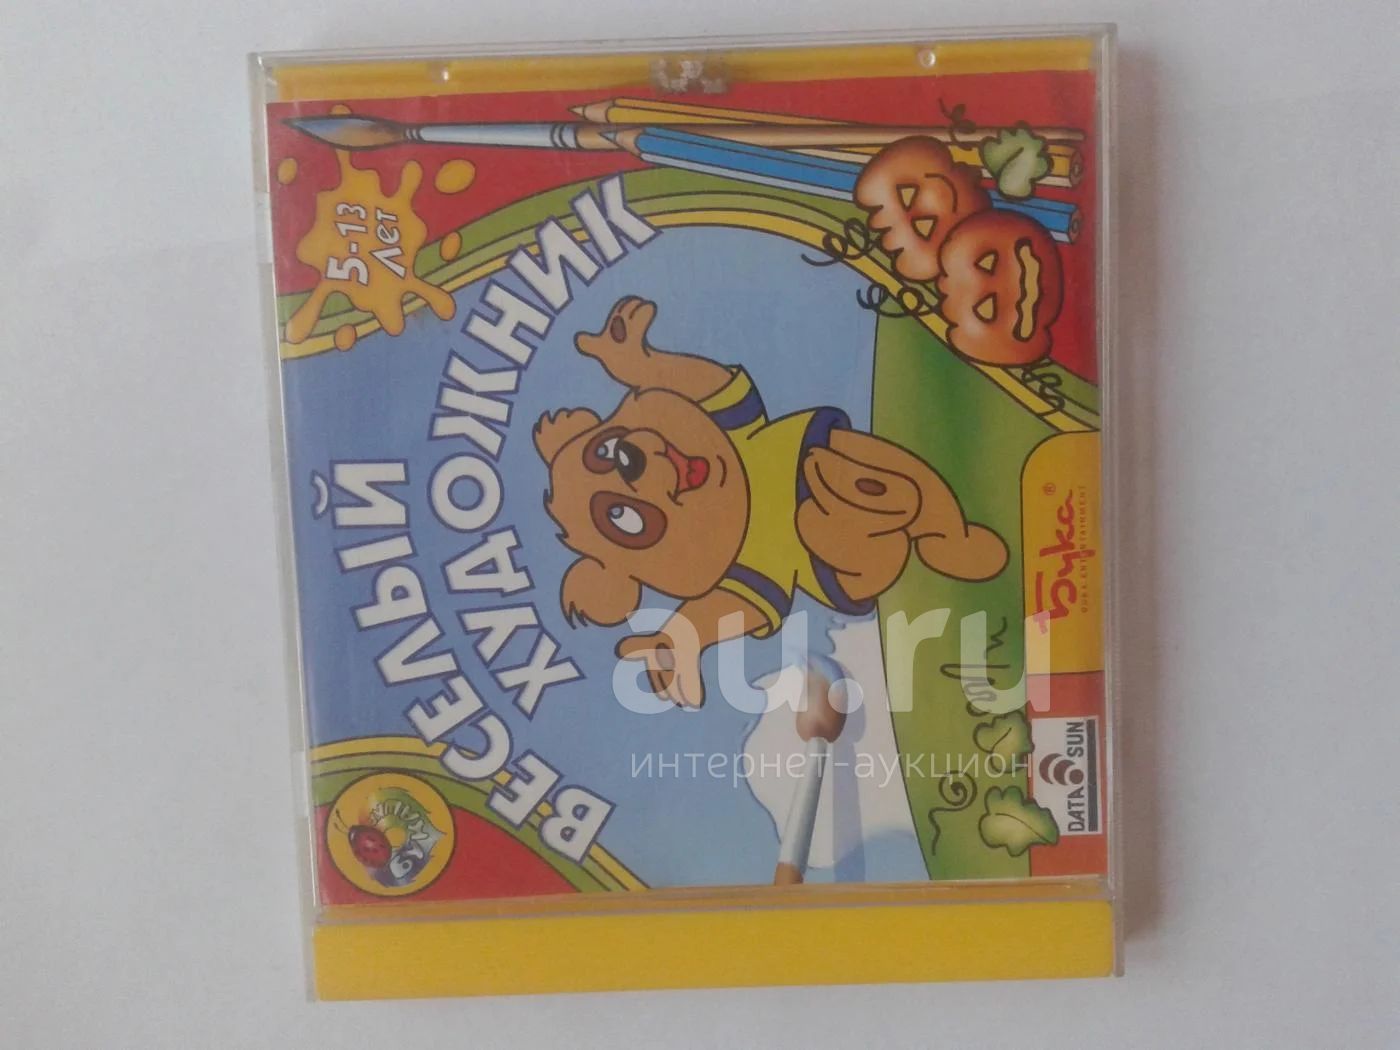 5-13
лет
ВЕСЕЛЫЙ
ХУДОЖНИК
Бука®
BUKA ENTERTAINMENT
DATA
SUN
au.ru
интернет-аукцион